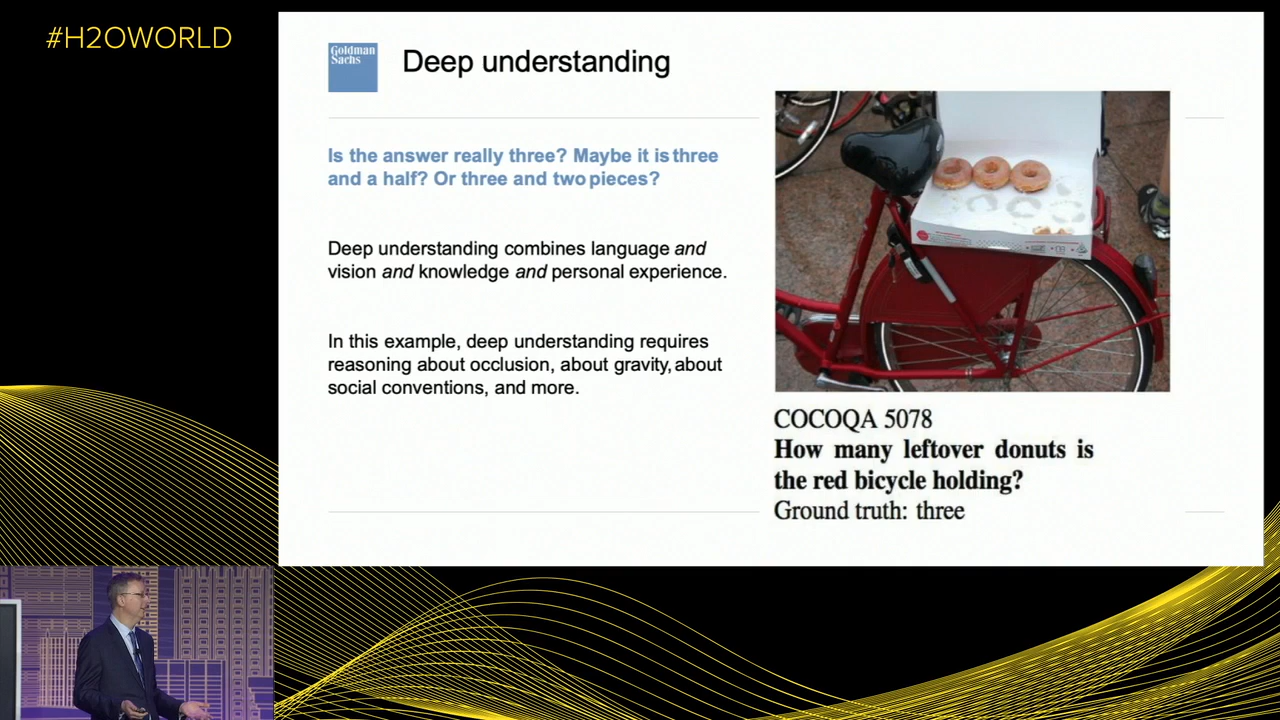 #H2OWORLD
Goldman
Sachs
Deep understanding
Is the answer really three? Maybe it is three
and a half? Or three and two pieces?
Deep understanding combines language and
vision and knowledge and personal experience.
In this example, deep understanding requires
reasoning about occlusion, about gravity, about
social conventions, and more.
COCOQA 5078
How many leftover donuts is
the red bicycle holding?
Ground truth: three